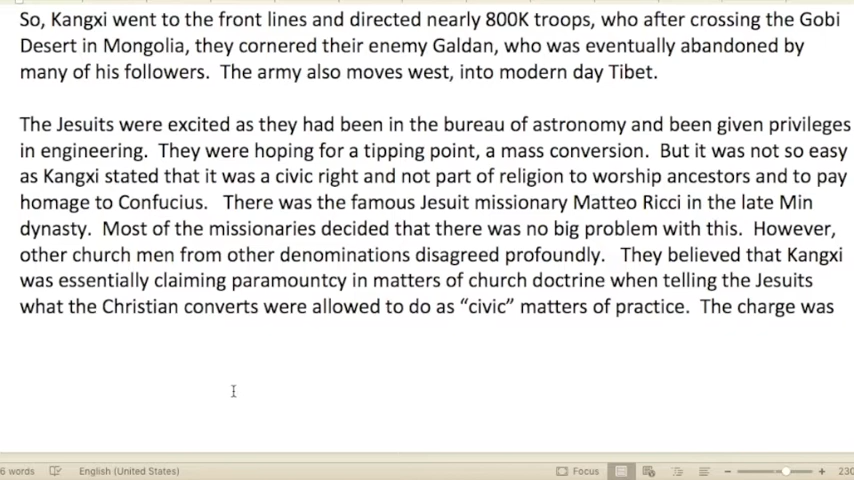 So, Kangxi went to the front lines and directed nearly 800K troops, who after crossing the Gobi
Desert in Mongolia, they cornered their enemy Galdan, who was eventually abandoned by
many of his followers.  The army also moves west, into modern day Tibet.
The Jesuits were excited as they had been in the bureau of astronomy and been given privileges
in engineering.  They were hoping for a tipping point, a mass conversion.  But it was not so easy
as Kangxi stated that it was a civic right and not part of religion to worship ancestors and to pay
homage to Confucius.   There was the famous Jesuit missionary Matteo Ricci in the late Min
dynasty.  Most of the missionaries decided that there was no big problem with this.  However,
other church men from other denominations disagreed profoundly.   They believed that Kangxi
was essentially claiming paramountcy in matters of church doctrine when telling the Jesuits
what the Christian converts were allowed to do as “civic” matters of practice.  The charge was
6 words English (United States) Focus 230